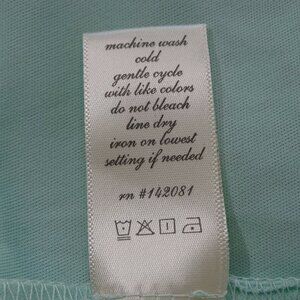 machine wash
cold
gentle cycle
with like colors
do not bleach
line dry
iron on lowest
setting if needed
rn #142081